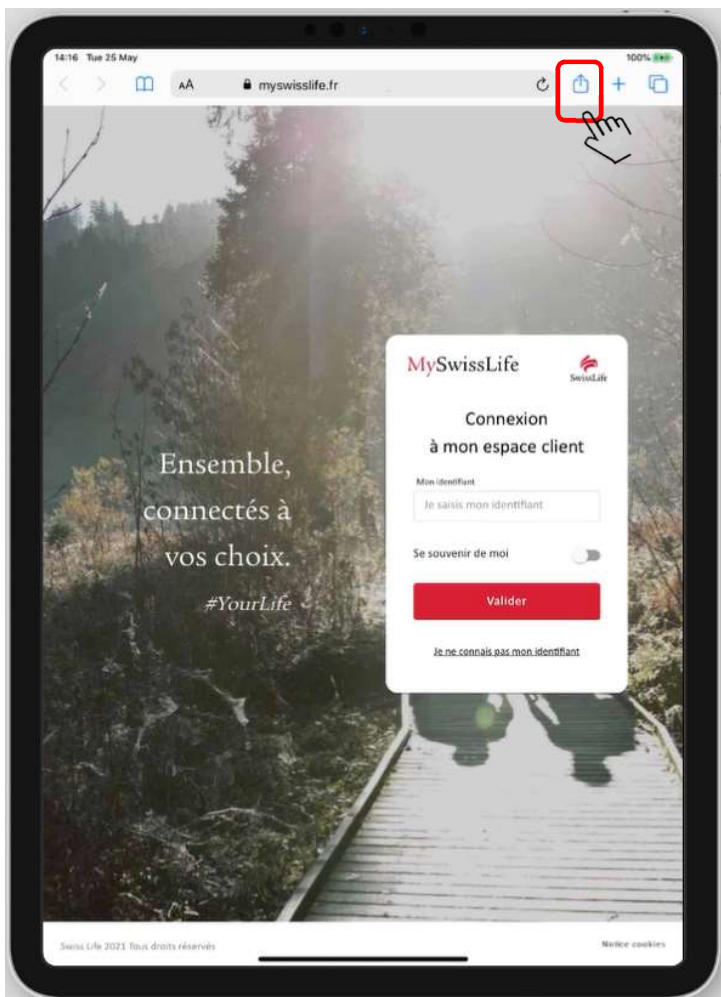 14:16 Tue 25 May
100%
AA
myswisslife.fr
MySwissLife
SwissLife
Connexion
à mon espace client
Mon identifiant
Je saisis mon identifiant
Se souvenir de moi
Valider
Je ne connais pas mon identifiant
Ensemble,
connectés à
vos choix.
#YourLife
Swiss Life 2021 Tous droits réservés
Notice cookies